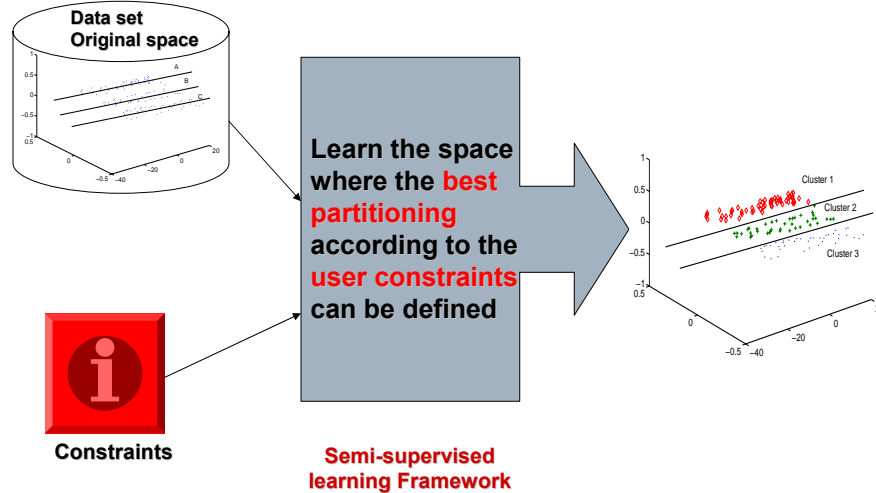 Data set
Original space
1
0.5
0
−0.5
−1
0.5
0
−0.5
−40
−20
0
20
A
B
C
Learn the space
where the best
partitioning
according to the
user constraints
can be defined
1
0.5
0
−0.5
−1
0.5
0
−0.5
−40
−20
0
Cluster 1
Cluster 2
Cluster 3
Constraints
Semi-supervised
learning Framework